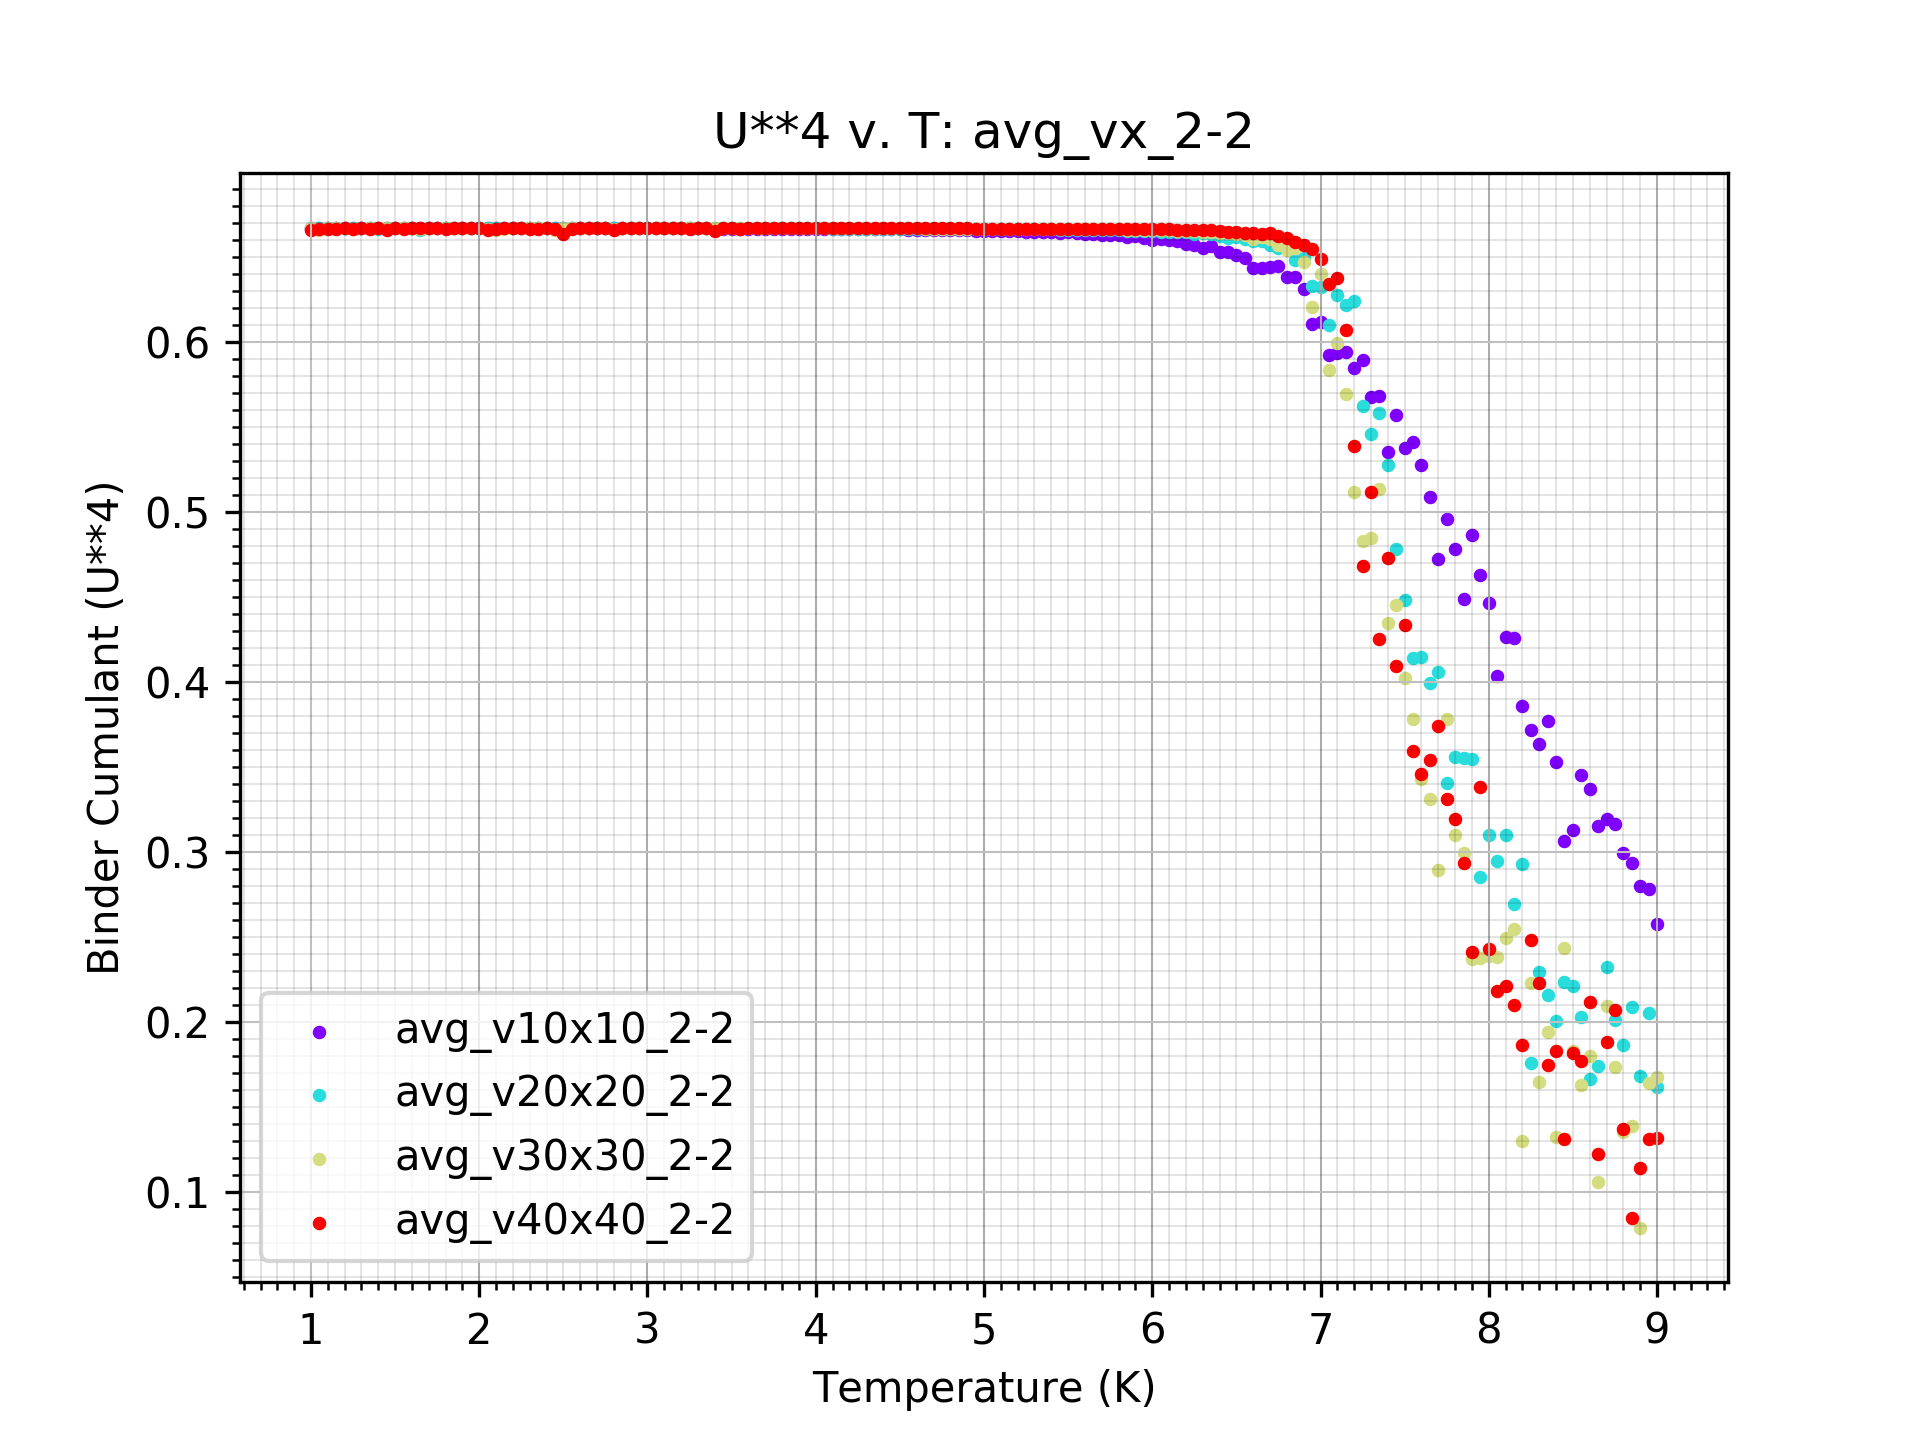 U**4 v. T: avg_vx_2-2
Binder Cumulant (U**4)
0.6
0.5
0.4
0.3
0.2
0.1
avg_v10x10_2-2
avg_v20x20_2-2
avg_v30x30_2-2
avg_v40x40_2-2
1 2 3 4 5 6 7 8 9
Temperature (K)